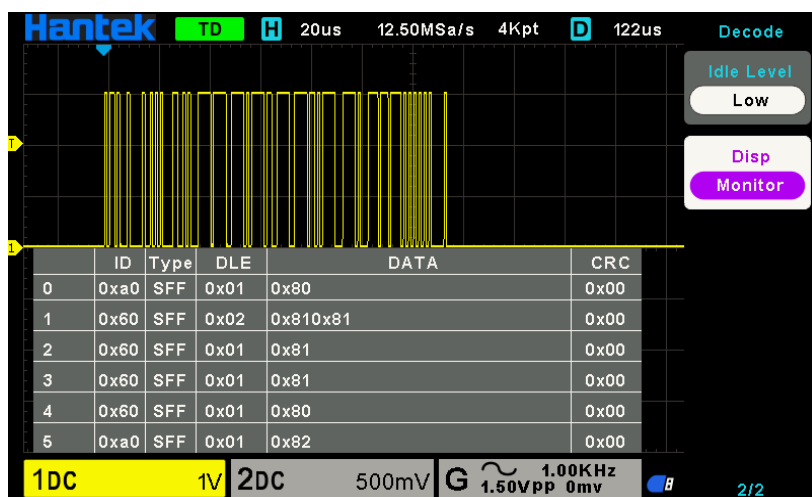 Hantek TD H 20us 12.50MSa/s 4Kpt D 122us Decode
Idle Level
Low
Disp
Monitor
T
1
ID Type DLE DATA CRC
0 0xa0 SFF 0x01 0x80 0x00
1 0x60 SFF 0x02 0x810x81 0x00
2 0x60 SFF 0x01 0x81 0x00
3 0x60 SFF 0x01 0x81 0x00
4 0x60 SFF 0x01 0x80 0x00
5 0xa0 SFF 0x01 0x82 0x00
1DC 1V 2DC 500mV G 1.00KHz
1.50Vpp 0mv
2/2